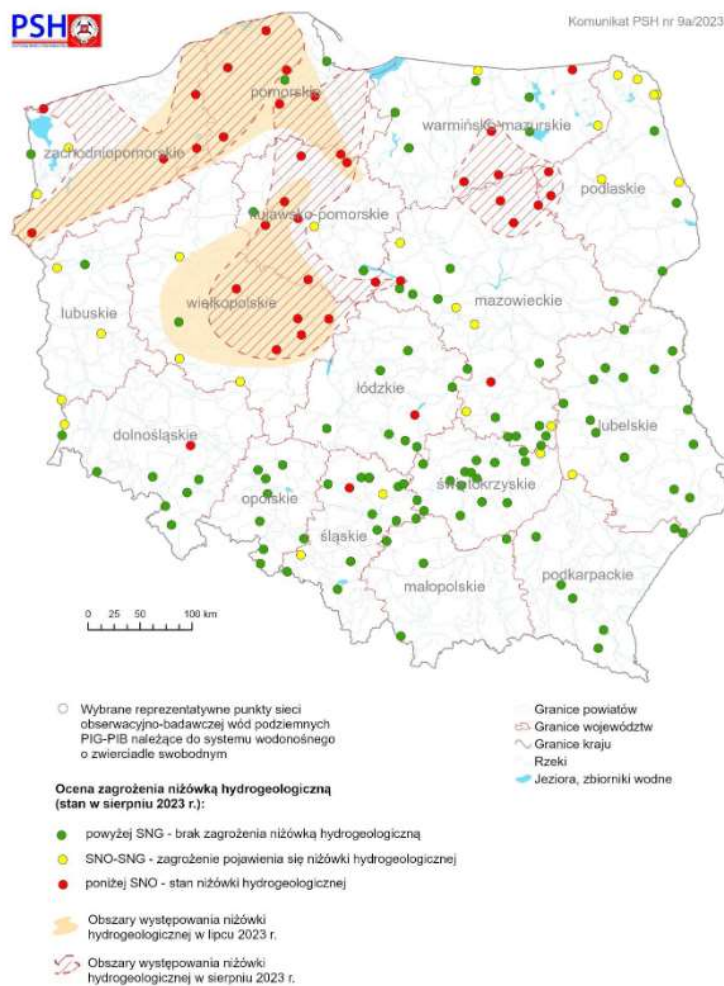 PSH
Komunikat PSH nr 9a/2023
pomorskie
warmińsko-mazurskie
zachodniopomorskie
podlaskie
kujawsko-pomorskie
wielkopolskie
mazowieckie
lubuskie
łódzkie
lubelskie
dolnośląskie
opolskie
świętokrzyskie
śląskie
małopolskie
podkarpackie
0 25 50 100 km
Wybrane reprezentatywne punkty sieci
obserwacyjno-badawczej wód podziemnych
PIG-PIB należące do systemu wodonośnego
o zwierciadle swobodnym
Granice powiatów
Granice województw
Granice kraju
Rzeki
Jeziora, zbiorniki wodne
Ocena zagrożenia niżówką hydrogeologiczną
(stan w sierpniu 2023 r.):
powyżej SNG - brak zagrożenia niżówką hydrogeologiczną
SNO-SNG - zagrożenie pojawienia się niżówki hydrogeologicznej
poniżej SNO - stan niżówki hydrogeologicznej
Obszary występowania niżówki
hydrogeologicznej w lipcu 2023 r.
Obszary występowania niżówki
hydrogeologicznej w sierpniu 2023 r.